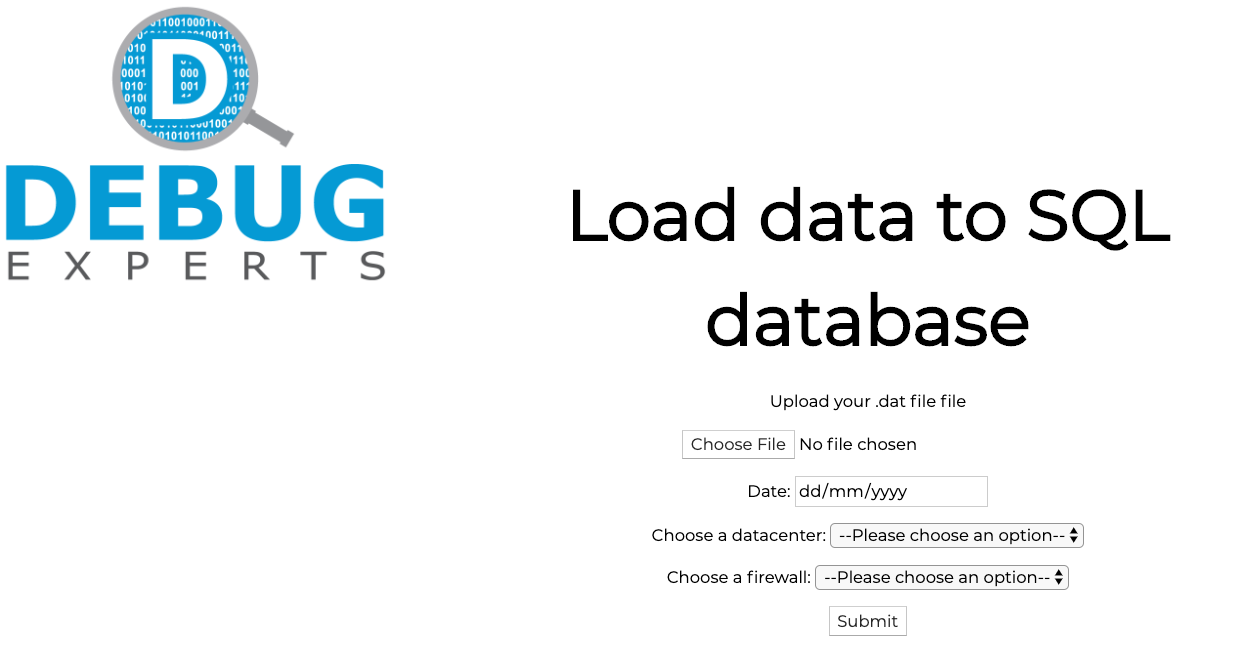 D
DEBUG
EXPERTS
Load data to SQL
database
Upload your .dat file file
Choose File No file chosen
Date: dd/mm/yyyy
Choose a datacenter: --Please choose an option--
Choose a firewall: --Please choose an option--
Submit